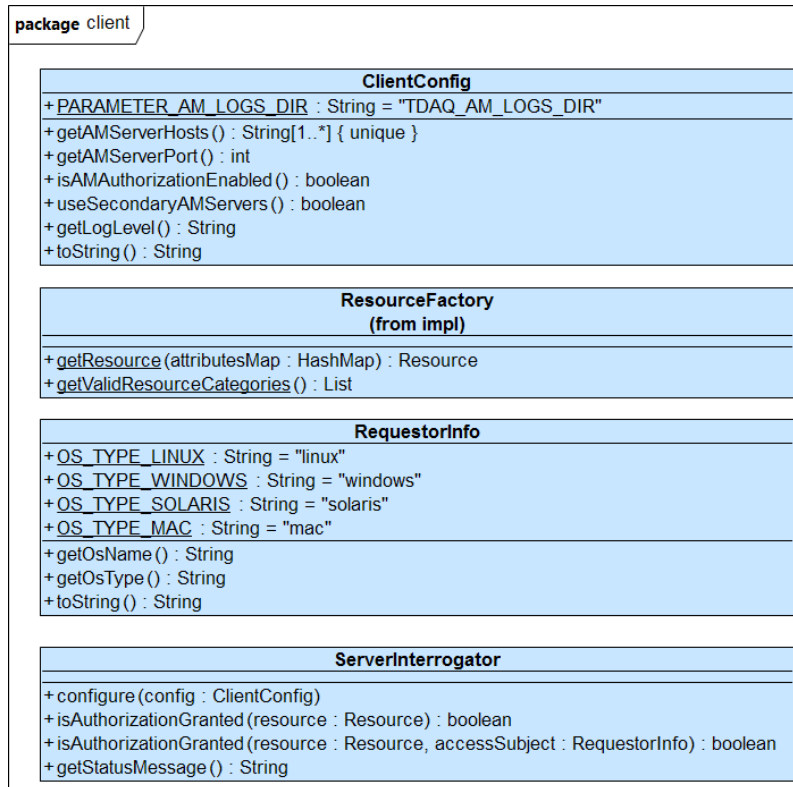 package client
ClientConfig
+ PARAMETER_AM_LOGS_DIR : String = "TDAQ_AM_LOGS_DIR"
+ getAMServerHosts() : String[1..*] { unique }
+ getAMServerPort() : int
+ isAMAuthorizationEnabled() : boolean
+ useSecondaryAMServers() : boolean
+ getLogLevel() : String
+ toString() : String
ResourceFactory
(from impl)
+ getResource(attributesMap : HashMap) : Resource
+ getValidResourceCategories() : List
RequestorInfo
+ OS_TYPE_LINUX : String = "linux"
+ OS_TYPE_WINDOWS : String = "windows"
+ OS_TYPE_SOLARIS : String = "solaris"
+ OS_TYPE_MAC : String = "mac"
+ getOsName() : String
+ getOsType() : String
+ toString() : String
ServerInterrogator
+ configure(config : ClientConfig)
+ isAuthorizationGranted(resource : Resource) : boolean
+ isAuthorizationGranted(resource : Resource, accessSubject : RequestorInfo) : boolean
+ getStatusMessage() : String